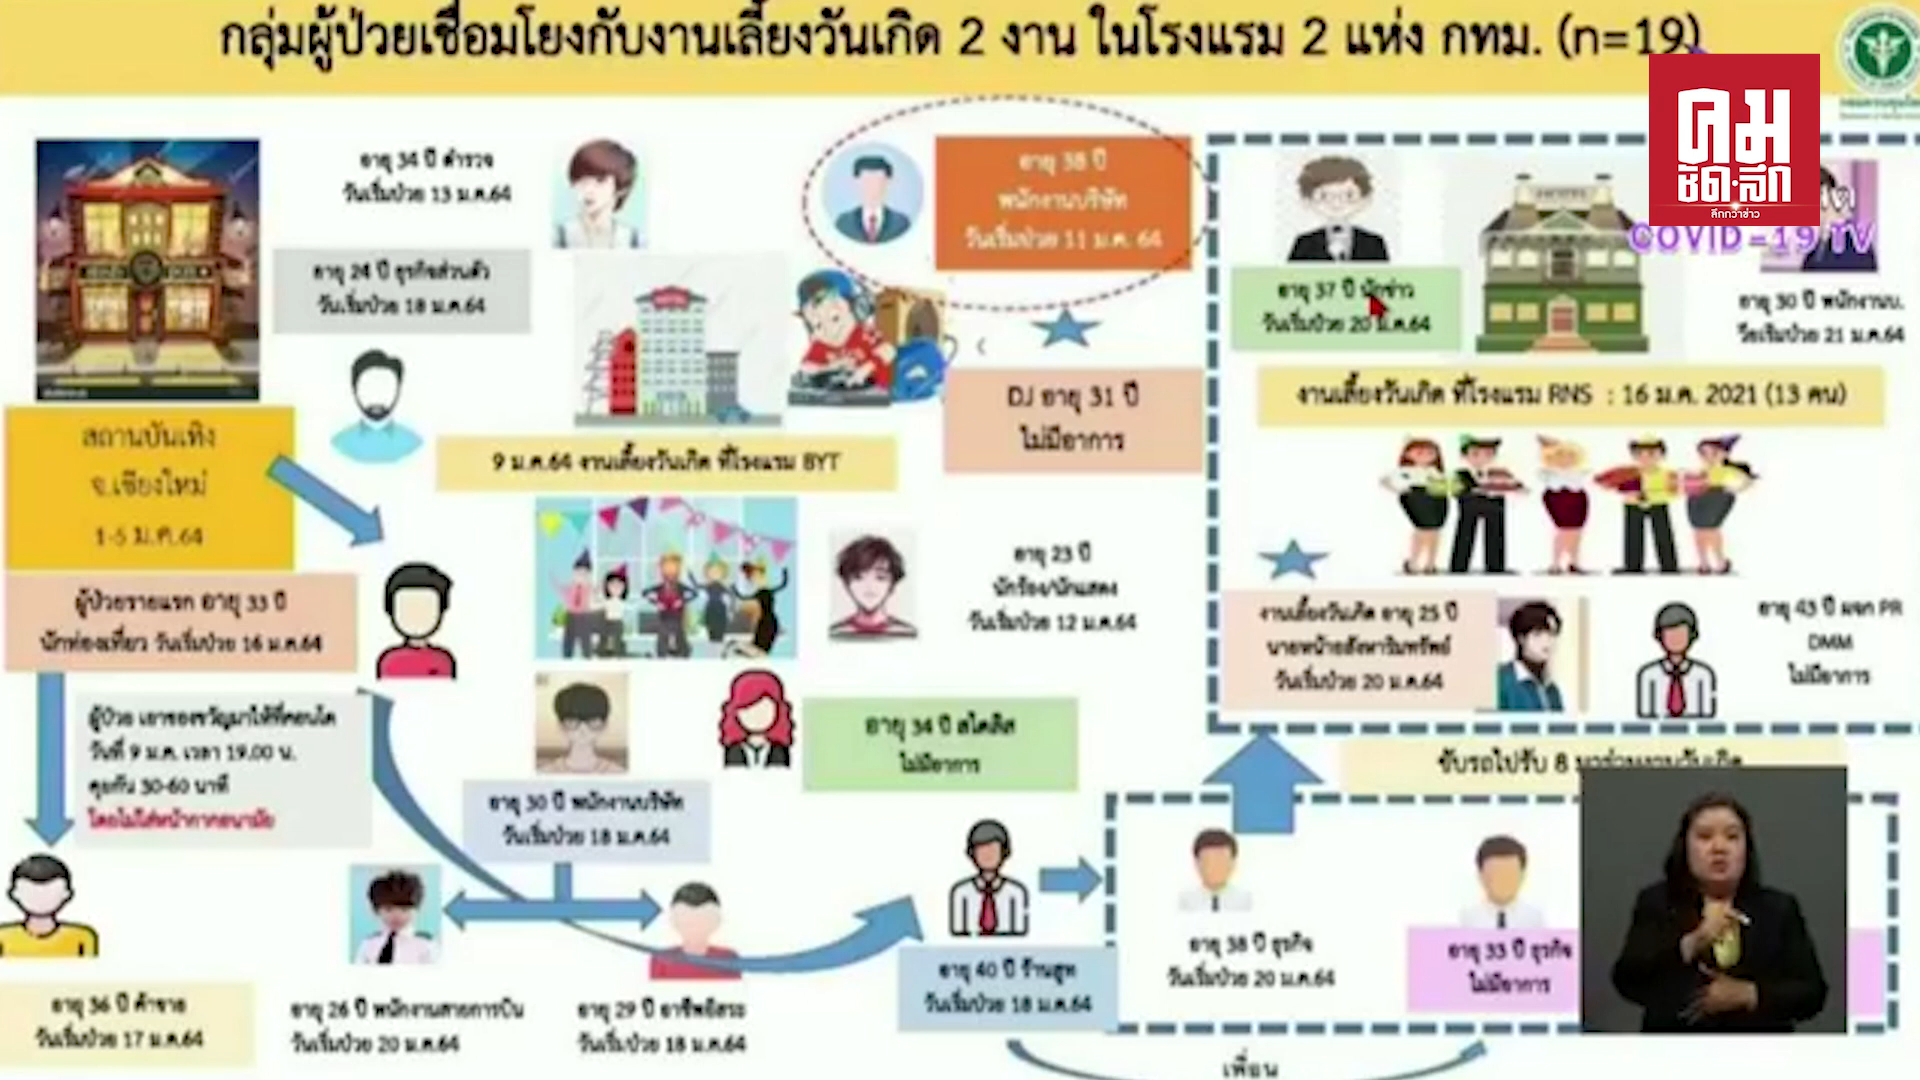 กลุ่มผู้ป่วยเชื่อมโยงกับงานเลี้ยงวันเกิด 2 งาน ในโรงแรม 2 แห่ง กทม. (n=19)
คมชัดลึก
ลึกกว่าข่าว
COVID-19 TV
อายุ 34 ปี ตำรวจ
วันเริ่มป่วย 13 ม.ค.64
อายุ 38 ปี
พนักงานบริษัท
วันเริ่มป่วย 11 ม.ค. 64
อายุ 24 ปี ธุรกิจส่วนตัว
วันเริ่มป่วย 18 ม.ค.64
อายุ 37 ปี นักข่าว
วันเริ่มป่วย 20 ม.ค.64
อายุ 30 ปี พนักงานบ.
วันเริ่มป่วย 21 ม.ค.64
DJ อายุ 31 ปี
ไม่มีอาการ
งานเลี้ยงวันเกิด ที่โรงแรม RNS : 16 ม.ค. 2021 (13 คน)
สถานบันเทิง
จ.เชียงใหม่
1-5 ม.ค.64
9 ม.ค.64 งานเลี้ยงวันเกิด ที่โรงแรม BYT
ผู้ป่วยรายแรก อายุ 33 ปี
นักท่องเที่ยว วันเริ่มป่วย 16 ม.ค.64
อายุ 23 ปี
นักร้อง/นักแสดง
วันเริ่มป่วย 12 ม.ค.64
งานเลี้ยงวันเกิด อายุ 25 ปี
นายหน้าอสังหาริมทรัพย์
วันเริ่มป่วย 20 ม.ค.64
อายุ 43 ปี ผจก PR
DMM
ไม่มีอาการ
ผู้ป่วย เอาของขวัญมาให้ที่คอนโด
วันที่ 9 ม.ค. เวลา 19.00 น.
คุยกัน 30-60 นาที
โดยไม่ใส่หน้ากากอนามัย
อายุ 34 ปี สไตลิส
ไม่มีอาการ
อายุ 30 ปี พนักงานบริษัท
วันเริ่มป่วย 18 ม.ค.64
ขับรถไปรับ 8 มาร่วมงานวันเกิด
อายุ 38 ปี ธุรกิจ
วันเริ่มป่วย 20 ม.ค.64
อายุ 33 ปี ธุรกิจ
ไม่มีอาการ
อายุ 36 ปี ค้าขาย
วันเริ่มป่วย 17 ม.ค.64
อายุ 26 ปี พนักงานสายการบิน
วันเริ่มป่วย 20 ม.ค.64
อายุ 29 ปี อาชีพอิสระ
วันเริ่มป่วย 18 ม.ค.64
อายุ 40 ปี ร้านสูท
วันเริ่มป่วย 18 ม.ค.64
เพื่อน